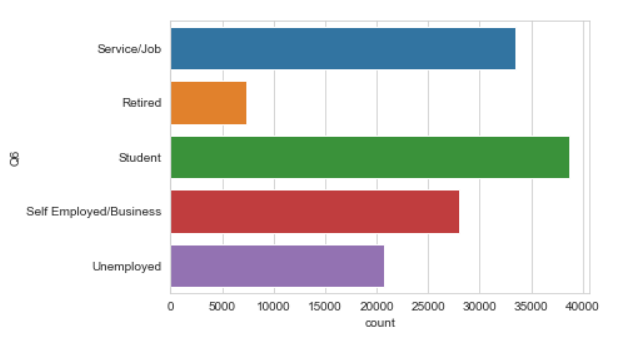 Service/Job
Retired
Student
Self Employed/Business
Unemployed
Q6
0 5000 10000 15000 20000 25000 30000 35000 40000
count